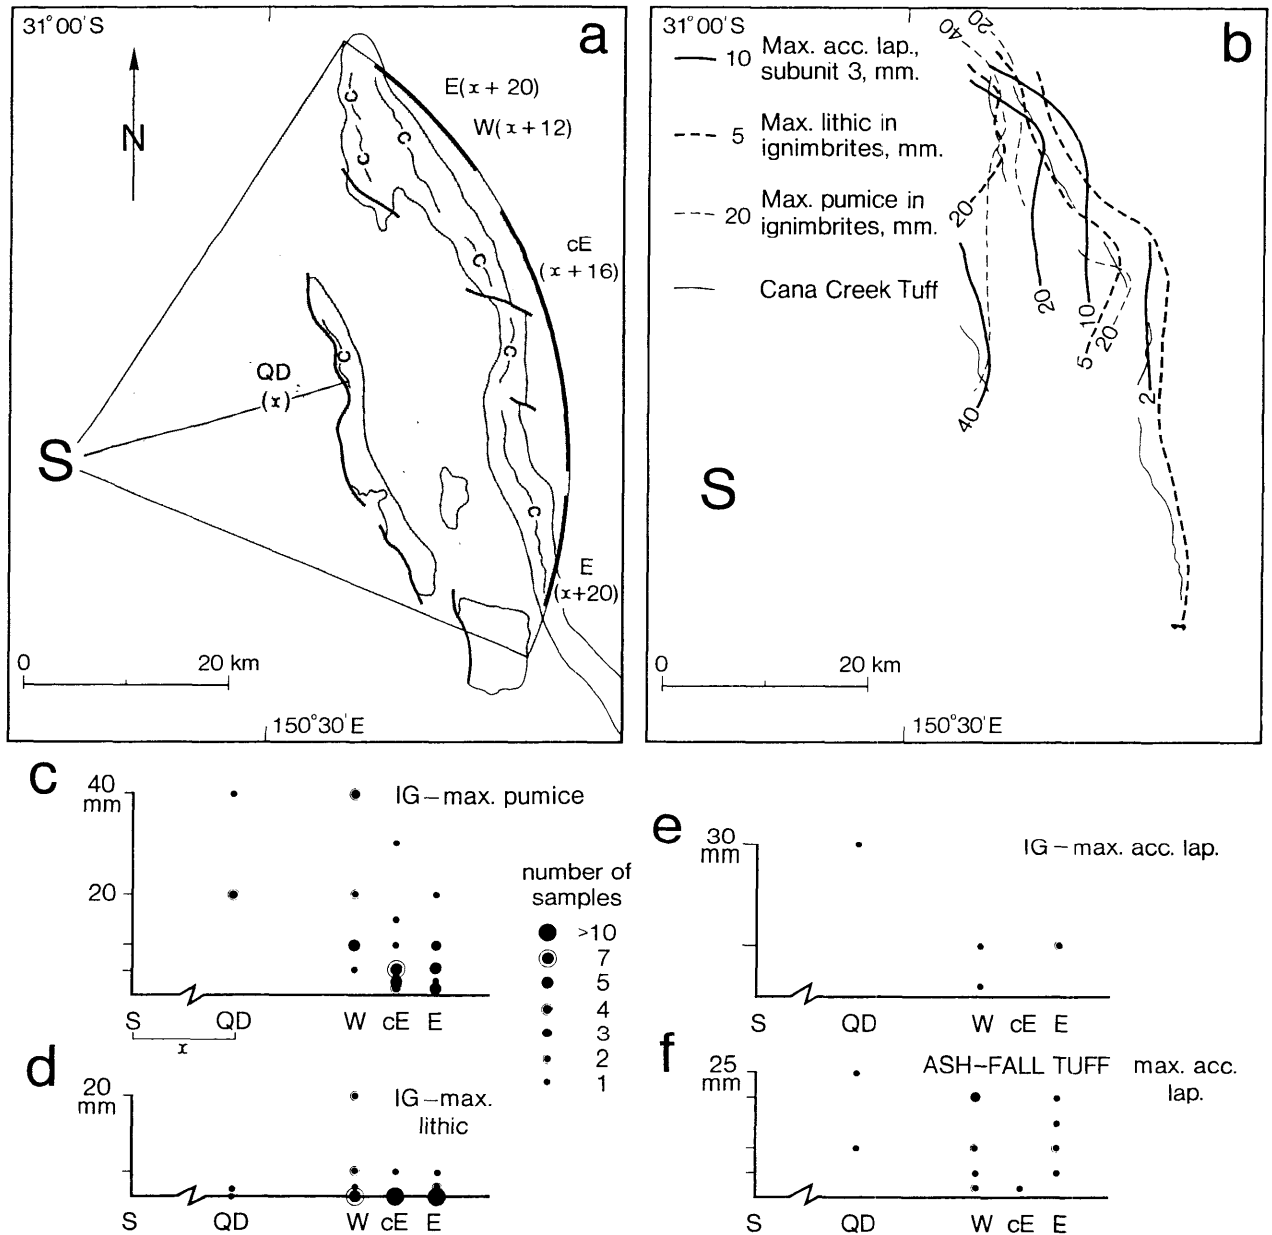 31°00'S
a
N
E(x + 20)
W(x + 12)
C
C
C
C
cE
(x + 16)
C
C
QD
(x)
S
C
E
(x+20)
0 20 km
150°30'E
31°00'S
b
10 Max. acc. lap.,
subunit 3, mm.
5 Max. lithic in
ignimbrites, mm.
20 Max. pumice in
ignimbrites, mm.
Cana Creek Tuff
40
20
20
20
10
20
5
2
40
S
1
0 20 km
150°30'E
c
40
mm
IG – max. pumice
20
S QD W cE E
x
number of
samples
>10
7
5
4
3
2
1
d
20
mm
IG – max.
lithic
S QD W cE E
e
30
mm
IG – max. acc. lap.
S QD W cE E
f
25
mm
ASH–FALL TUFF max. acc.
lap.
S QD W cE E